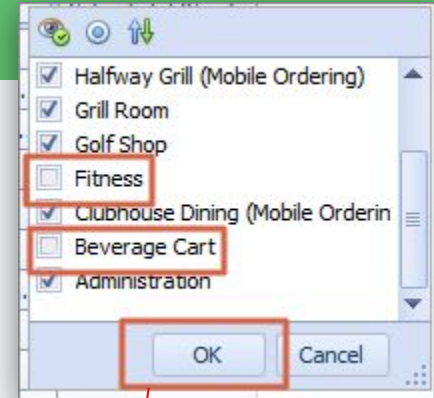 Halfway Grill (Mobile Ordering)
Grill Room
Golf Shop
Fitness
Clubhouse Dining (Mobile Orderin
Beverage Cart
Administration
OK
Cancel